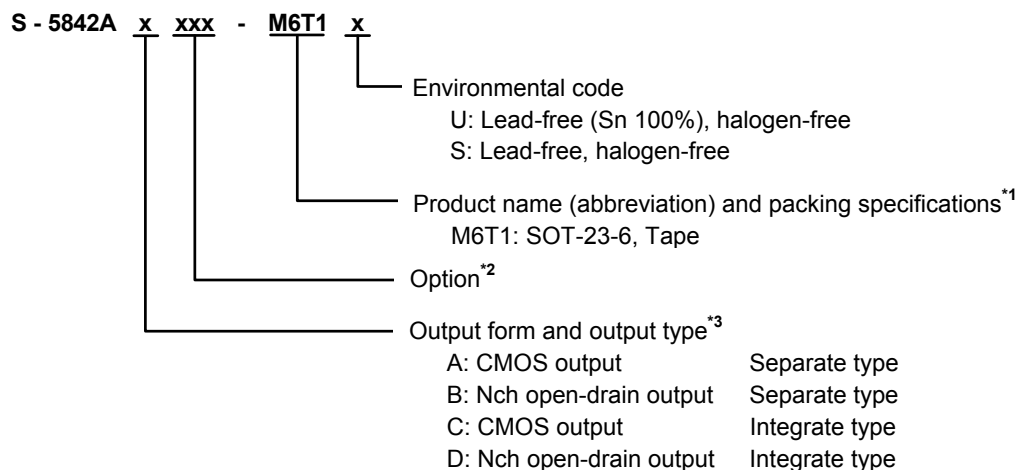 S - 5842A x xxx - M6T1 x
Environmental code
U: Lead-free (Sn 100%), halogen-free
S: Lead-free, halogen-free
Product name (abbreviation) and packing specifications*1
M6T1: SOT-23-6, Tape
Option*2
Output form and output type*3
A: CMOS output Separate type
B: Nch open-drain output Separate type
C: CMOS output Integrate type
D: Nch open-drain output Integrate type